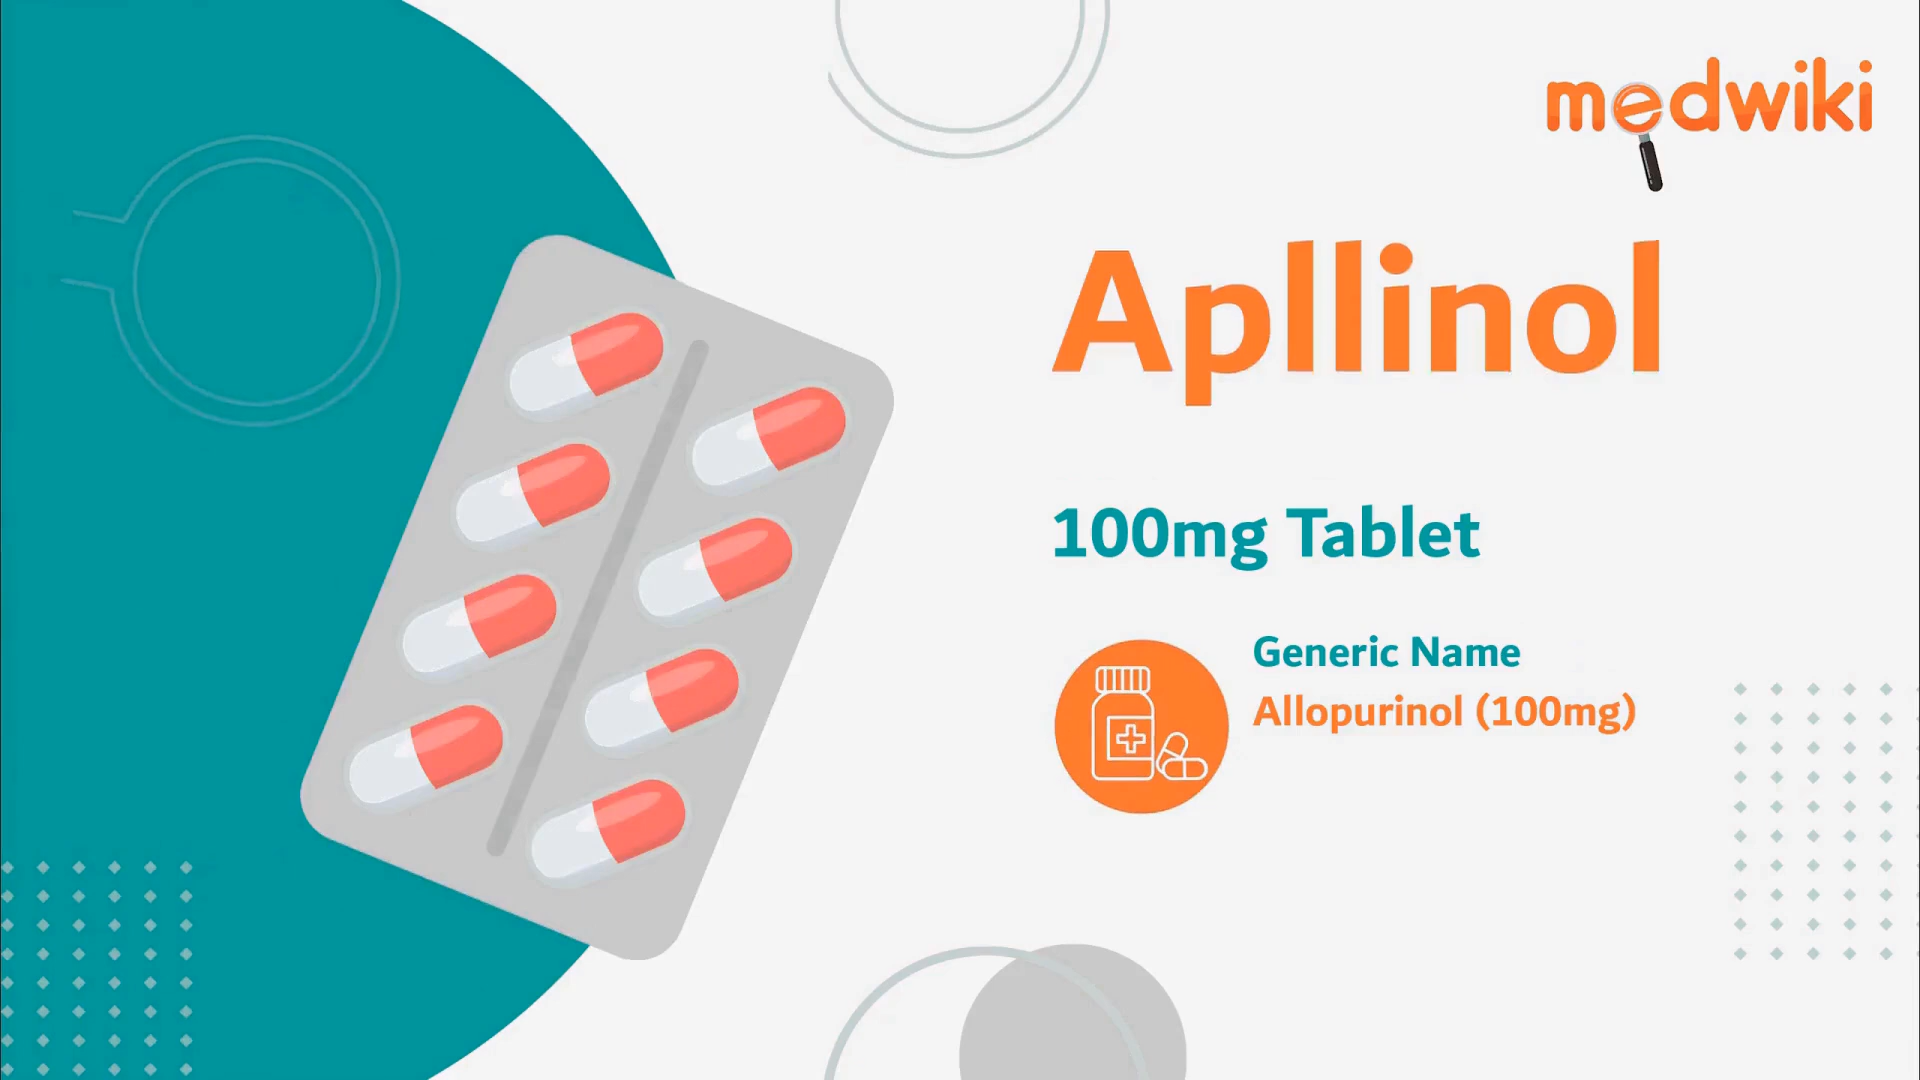 medwiki
Apllinol
100mg Tablet
Generic Name
Allopurinol (100mg)